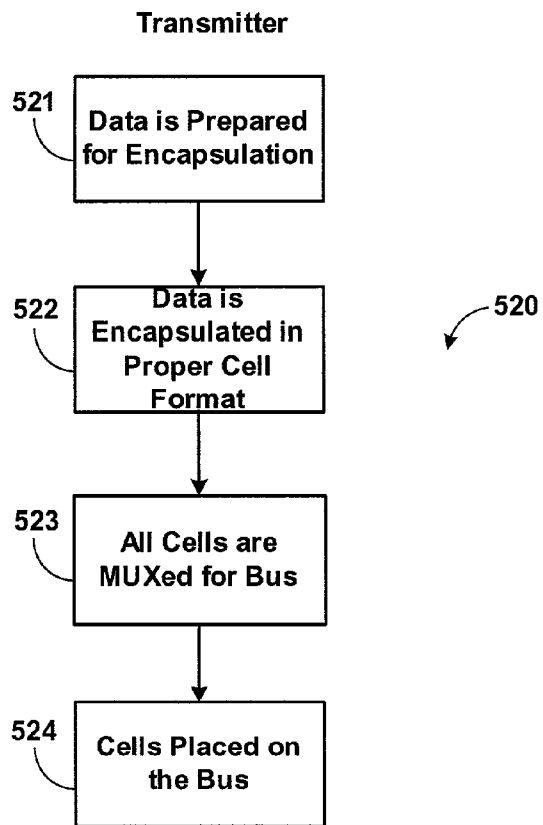 Transmitter
521
Data is Prepared
for Encapsulation
522
Data is
Encapsulated in
Proper Cell
Format
520
523
All Cells are
MUXed for Bus
524
Cells Placed on
the Bus